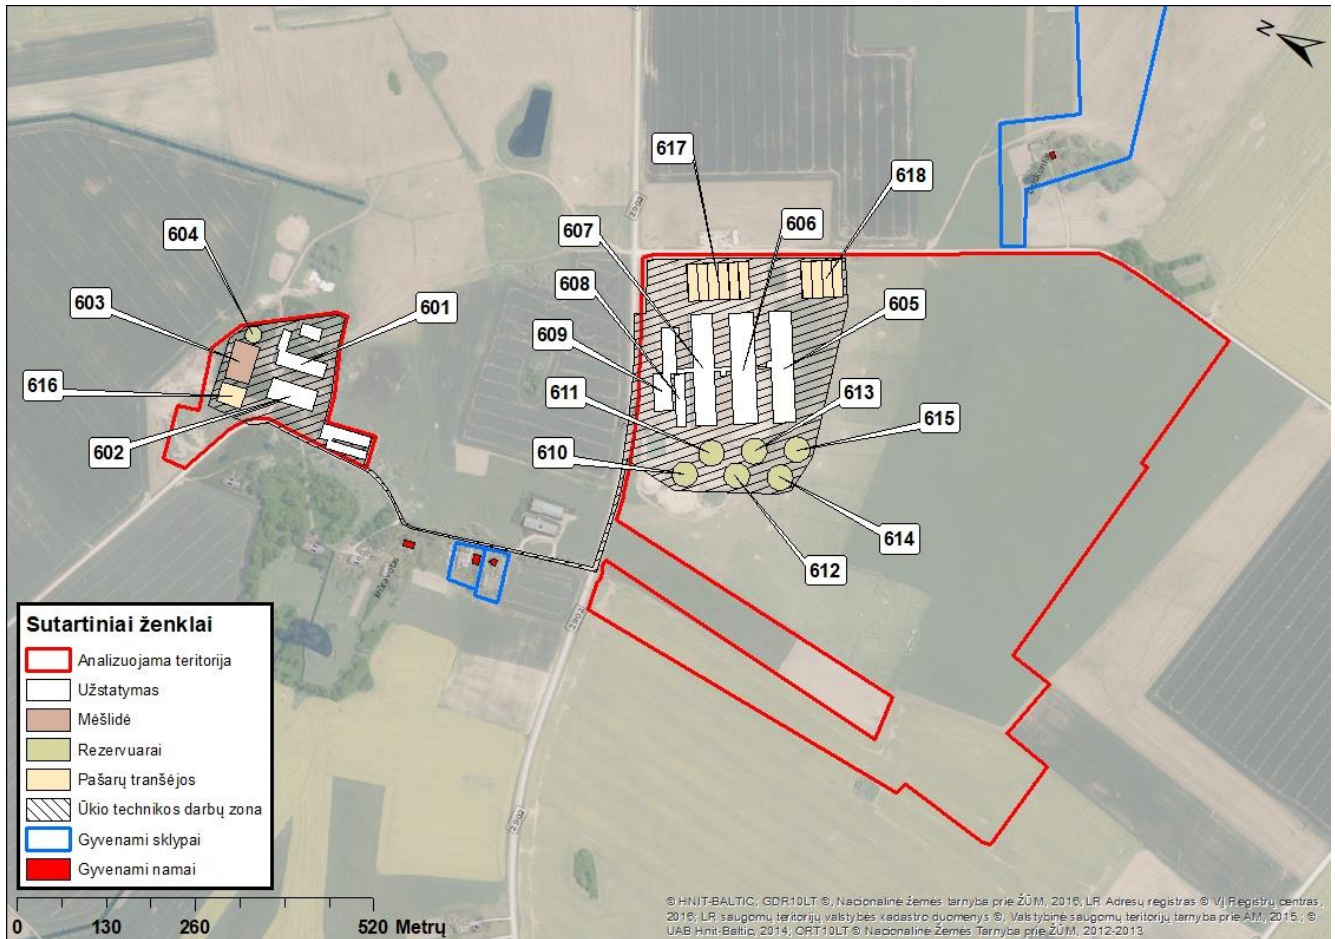 N
617
618
604
607
606
608
603
601
605
609
616
611
613
615
602
610
614
612
2902
2902
2902
Sutartiniai ženklai
Analizuojama teritorija
Užstatymas
Mėšlidė
Rezervuarai
Pašarų tranšėjos
Ūkio technikos darbų zona
Gyvenami sklypai
Gyvenami namai
0 130 260 520 Metrų
© HNIT-BALTIC, GDR10LT ©, Nacionalinė žemės tarnyba prie ŽŪM, 2016; LR Adresų registras © VĮ Registrų centras,
2016; LR saugomų teritorijų valstybės kadastro duomenys ©, Valstybinė saugomų teritorijų tarnyba prie AM, 2015.; ©
UAB Hnit-Baltic, 2014; ORT10LT © Nacionalinė Žemės Tarnyba Prie ŽŪM, 2012-2013